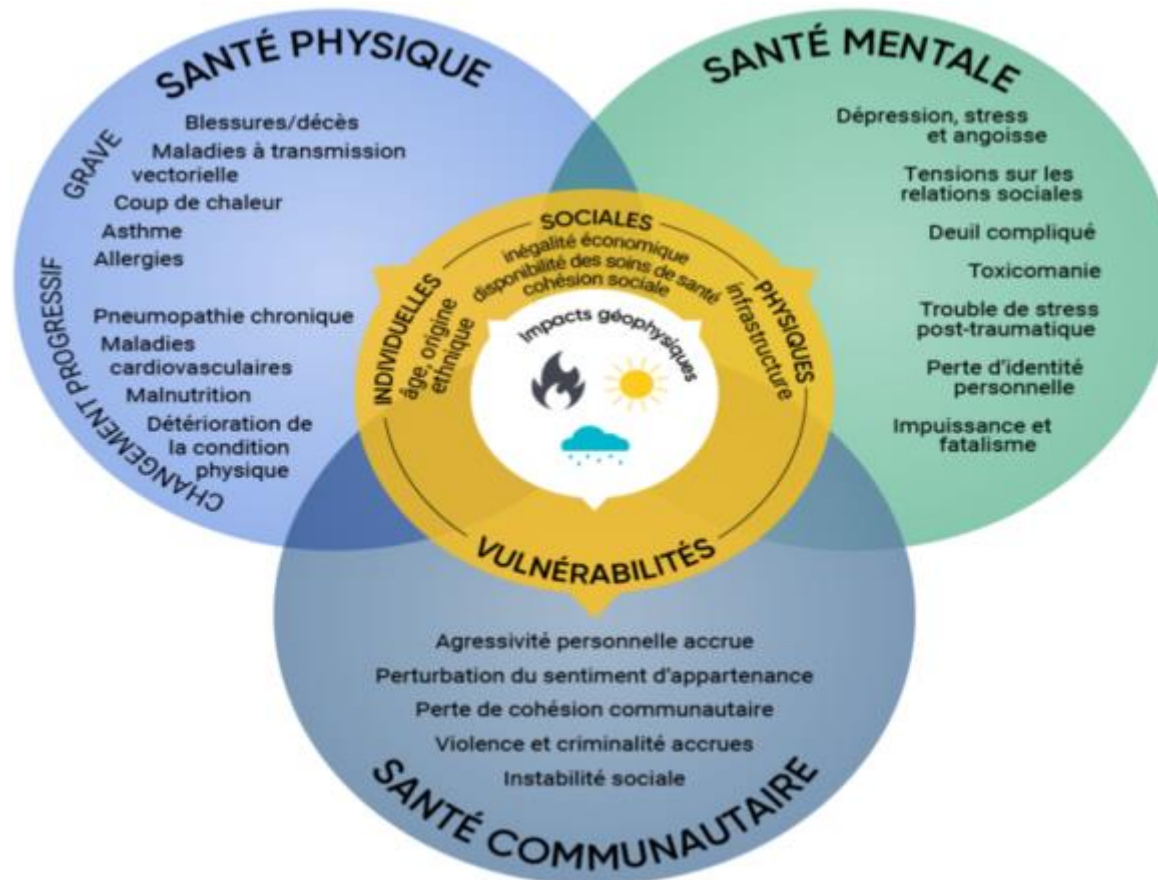 SANTÉ PHYSIQUE
GRAVE
Blessures/décès
Maladies à transmission
vectorielle
Coup de chaleur
Asthme
Allergies
CHANGEMENT PROGRESSIF
Pneumopathie chronique
Maladies
cardiovasculaires
Malnutrition
Détérioration de
la condition
physique
SANTÉ MENTALE
Dépression, stress
et angoisse
Tensions sur les
relations sociales
Deuil compliqué
Toxicomanie
Trouble de stress
post-traumatique
Perte d'identité
personnelle
Impuissance et
fatalisme
SOCIALES
inégalité économique
disponibilité des soins de santé
cohésion sociale
INDIVIDUELLES
âge, origine
ethnique
PHYSIQUES
infrastructure
Impacts géophysiques
VULNÉRABILITÉS
Agressivité personnelle accrue
Perturbation du sentiment d'appartenance
Perte de cohésion communautaire
Violence et criminalité accrues
Instabilité sociale
SANTÉ COMMUNAUTAIRE